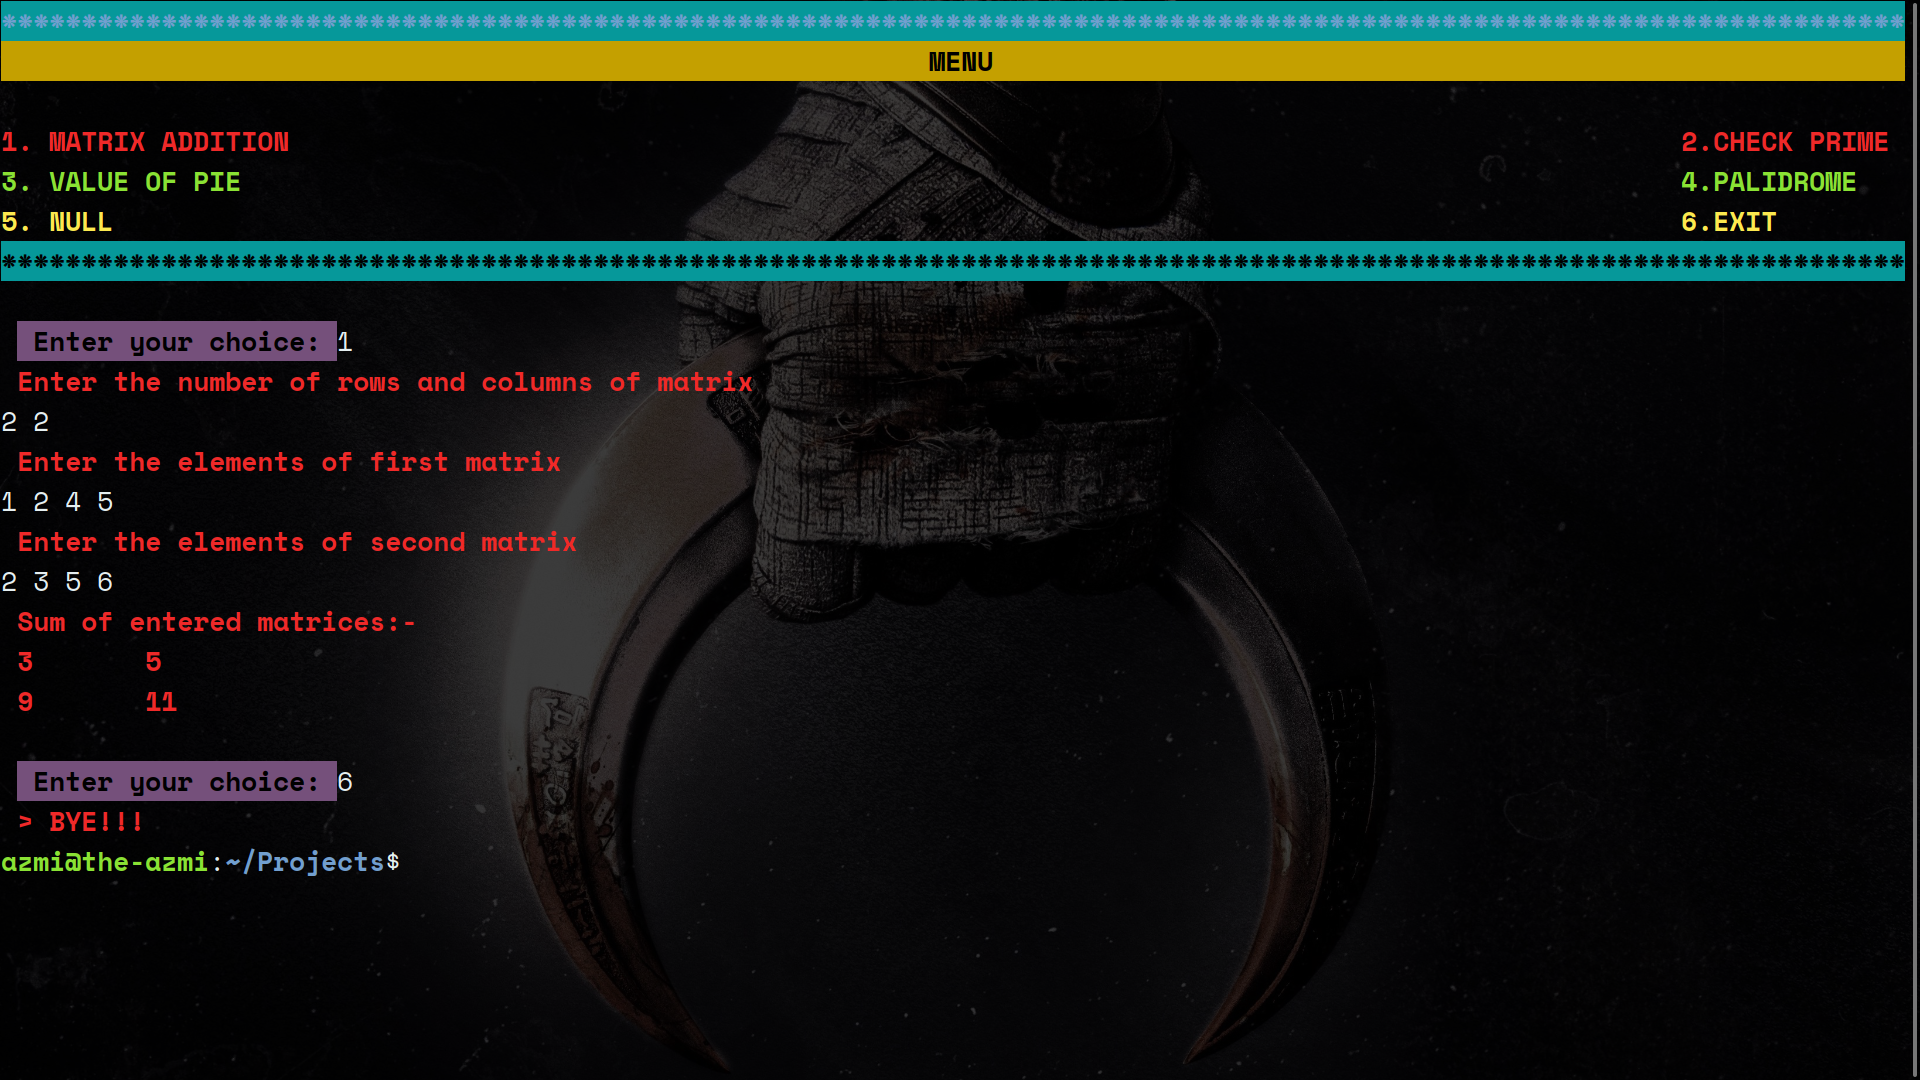 ***********************************************************************************************************************
MENU
1. MATRIX ADDITION 2.CHECK PRIME
3. VALUE OF PIE 4.PALIDROME
5. NULL 6.EXIT
***********************************************************************************************************************
Enter your choice: 1
Enter the number of rows and columns of matrix
2 2
Enter the elements of first matrix
1 2 4 5
Enter the elements of second matrix
2 3 5 6
Sum of entered matrices:-
3 5
9 11
Enter your choice: 6
> BYE!!!
azmi@the-azmi:~/Projects$